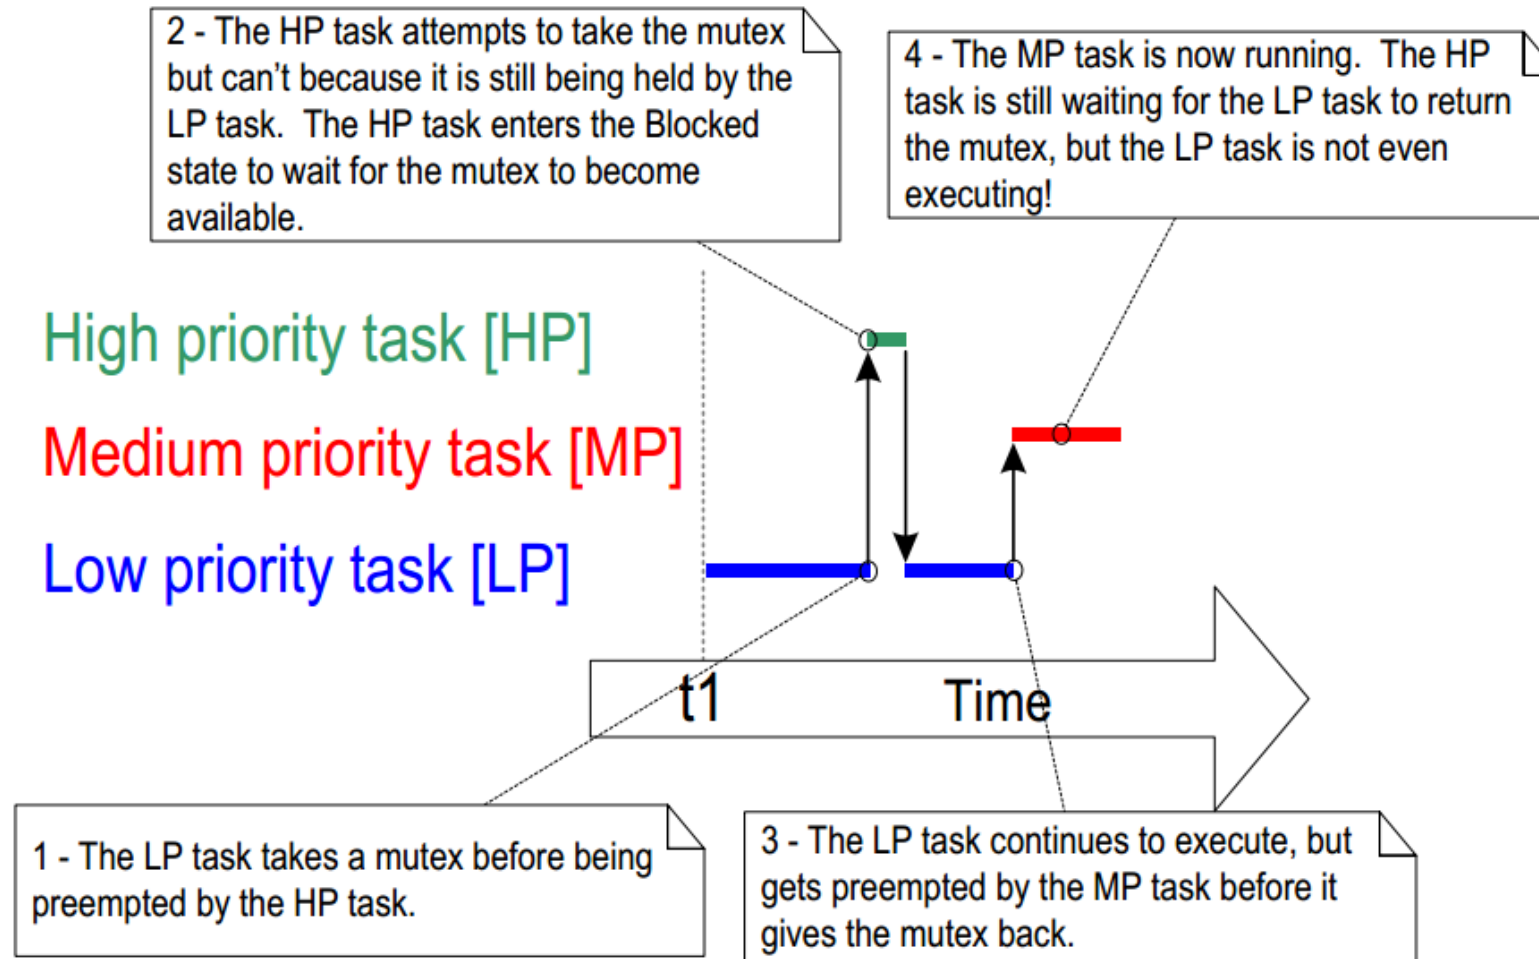 2 - The HP task attempts to take the mutex
but can't because it is still being held by the
LP task.  The HP task enters the Blocked
state to wait for the mutex to become
available.
4 - The MP task is now running.  The HP
task is still waiting for the LP task to return
the mutex, but the LP task is not even
executing!
High priority task [HP]
Medium priority task [MP]
Low priority task [LP]
t1
Time
1 - The LP task takes a mutex before being
preempted by the HP task.
3 - The LP task continues to execute, but
gets preempted by the MP task before it
gives the mutex back.